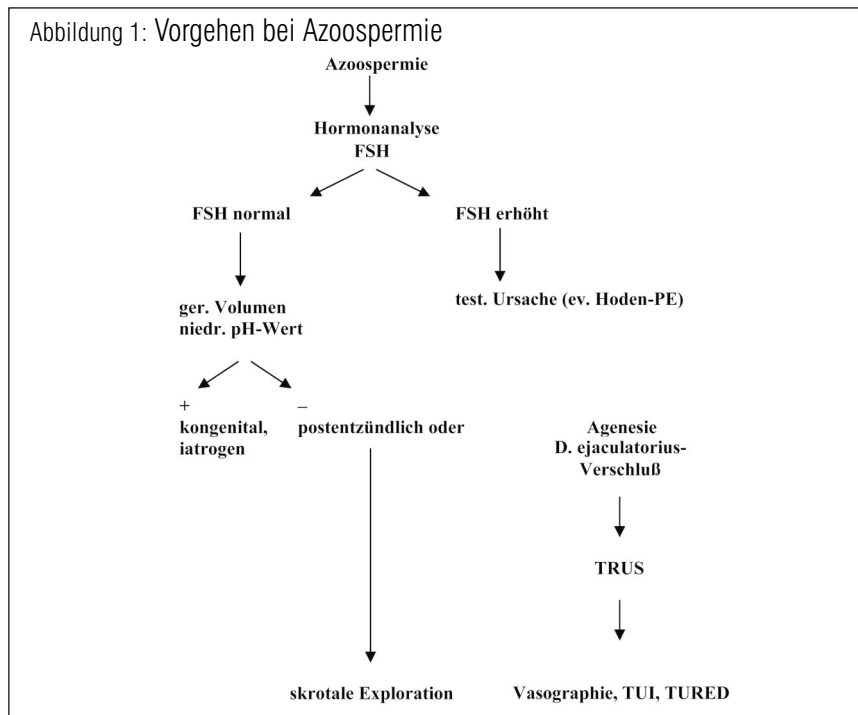 Abbildung 1: Vorgehen bei Azoospermie
Azoospermie
Hormonanalyse
FSH
FSH normal
FSH erhöht
ger. Volumen
niedr. pH-Wert
test. Ursache (ev. Hoden-PE)
+
kongenital,
iatrogen
–
postentzündlich oder
Agenesie
D. ejaculatorius-
Verschluß
TRUS
skrotale Exploration
Vasographie, TUI, TURED